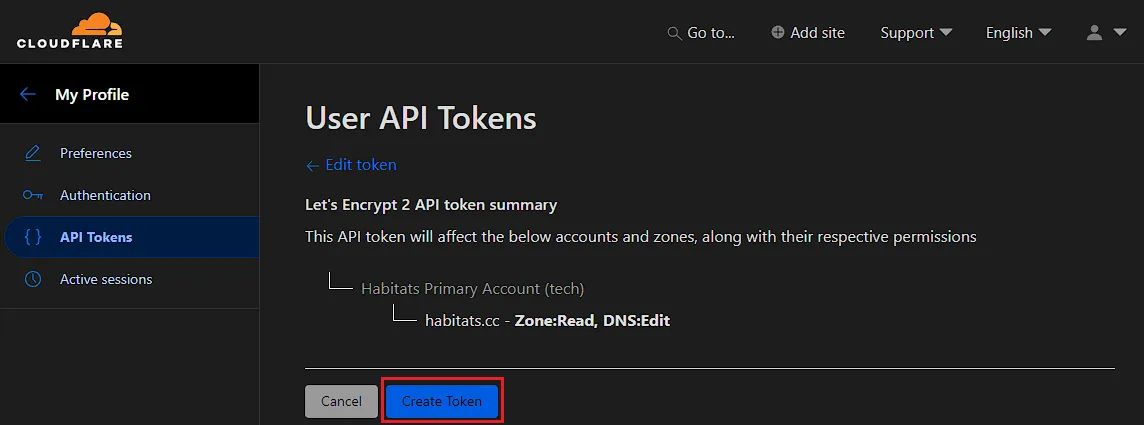 CLOUDFLARE
Go to...
Add site
Support
English
My Profile
Preferences
Authentication
API Tokens
Active sessions
User API Tokens
← Edit token
Let's Encrypt 2 API token summary
This API token will affect the below accounts and zones, along with their respective permissions
Habitats Primary Account (tech)
habitats.cc - Zone:Read, DNS:Edit
Cancel
Create Token